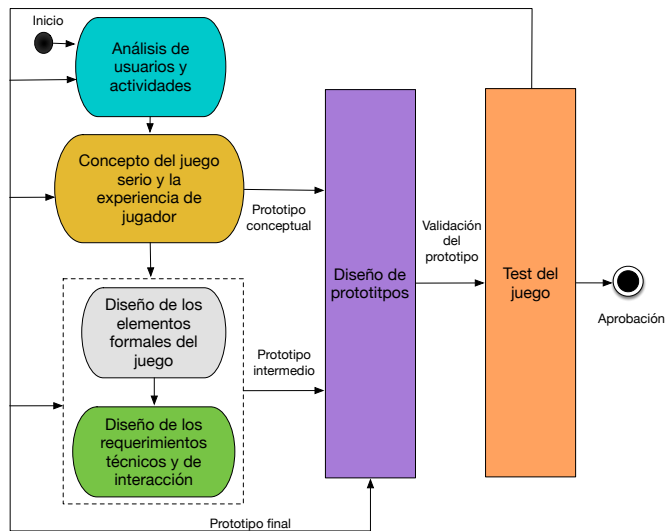 Inicio
Análisis de
usuarios y
actividades
Concepto del juego
serio y la
experiencia de
jugador
Prototipo
conceptual
Diseño de los
elementos
formales del
juego
Prototipo
intermedio
Diseño de los
requerimientos
técnicos y de
interacción
Prototipo final
Diseño de
prototitpos
Validación
del
prototipo
Test del
juego
Aprobación